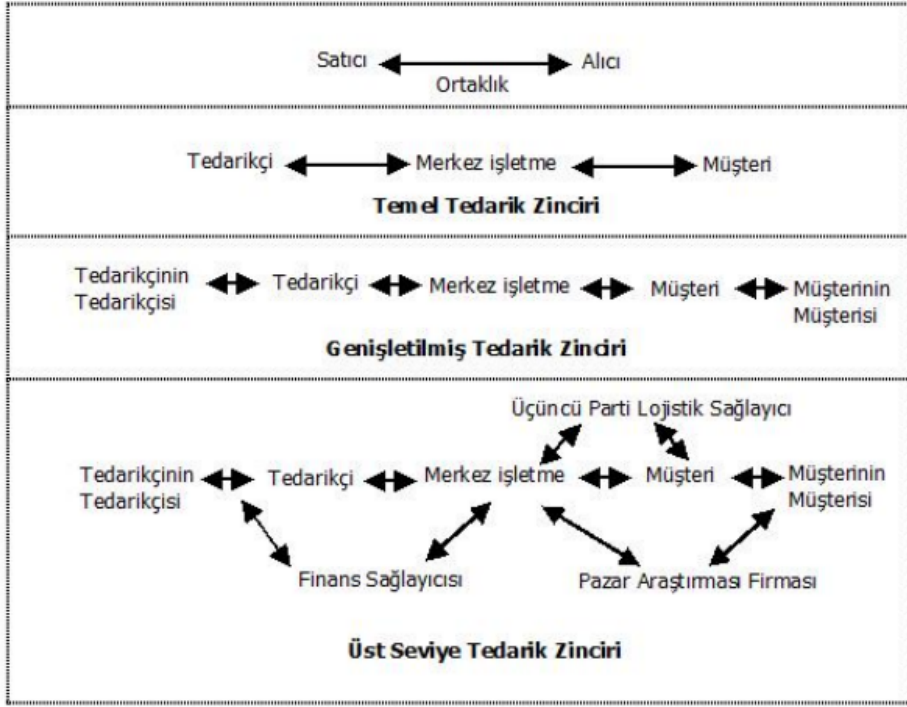 Satıcı Alıcı
Ortaklık
Tedarikçi Merkez işletme Müşteri
Temel Tedarik Zinciri
Tedarikçinin Tedarikçisi Tedarikçi Merkez işletme Müşteri Müşterinin Müşterisi
Genişletilmiş Tedarik Zinciri
Üçüncü Parti Lojistik Sağlayıcı
Tedarikçinin Tedarikçisi Tedarikçi Merkez işletme Müşteri Müşterinin Müşterisi
Finans Sağlayıcısı Pazar Araştırması Firması
Üst Seviye Tedarik Zinciri